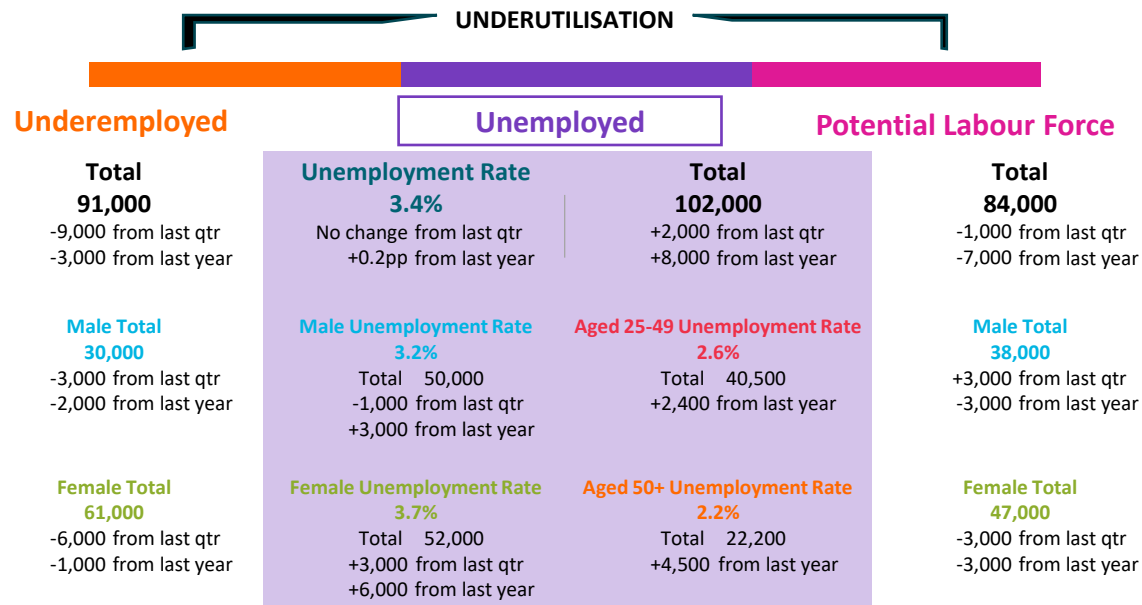 UNDERUTILISATION
Underemployed
Unemployed
Potential Labour Force
Total
91,000
-9,000 from last qtr
-3,000 from last year
Unemployment Rate
3.4%
No change from last qtr
+0.2pp from last year
Total
102,000
+2,000 from last qtr
+8,000 from last year
Total
84,000
-1,000 from last qtr
-7,000 from last year
Male Total
30,000
-3,000 from last qtr
-2,000 from last year
Male Unemployment Rate
3.2%
Total 50,000
-1,000 from last qtr
+3,000 from last year
Aged 25-49 Unemployment Rate
2.6%
Total 40,500
+2,400 from last year
Male Total
38,000
+3,000 from last qtr
-3,000 from last year
Female Total
61,000
-6,000 from last qtr
-1,000 from last year
Female Unemployment Rate
3.7%
Total 52,000
+3,000 from last qtr
+6,000 from last year
Aged 50+ Unemployment Rate
2.2%
Total 22,200
+4,500 from last year
Female Total
47,000
-3,000 from last qtr
-3,000 from last year